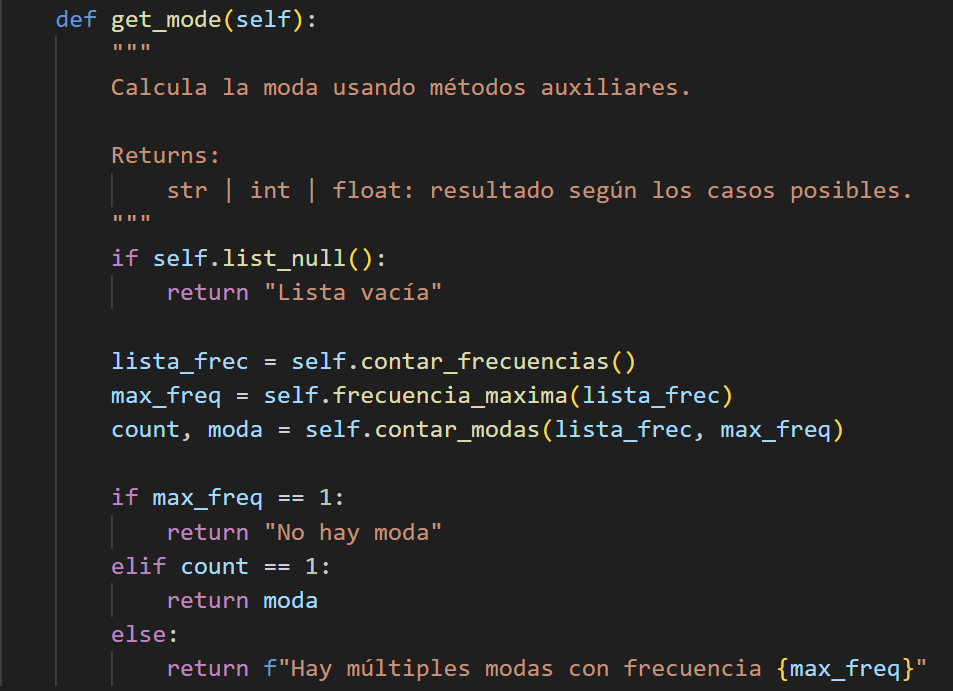 def get_mode(self):
"""
Calcula la moda usando métodos auxiliares.
Returns:
str | int | float: resultado según los casos posibles.
"""
if self.list_null():
return "Lista vacía"
lista_frec = self.contar_frecuencias()
max_freq = self.frecuencia_maxima(lista_frec)
count, moda = self.contar_modas(lista_frec, max_freq)
if max_freq == 1:
return "No hay moda"
elif count == 1:
return moda
else:
return f"Hay múltiples modas con frecuencia {max_freq}"